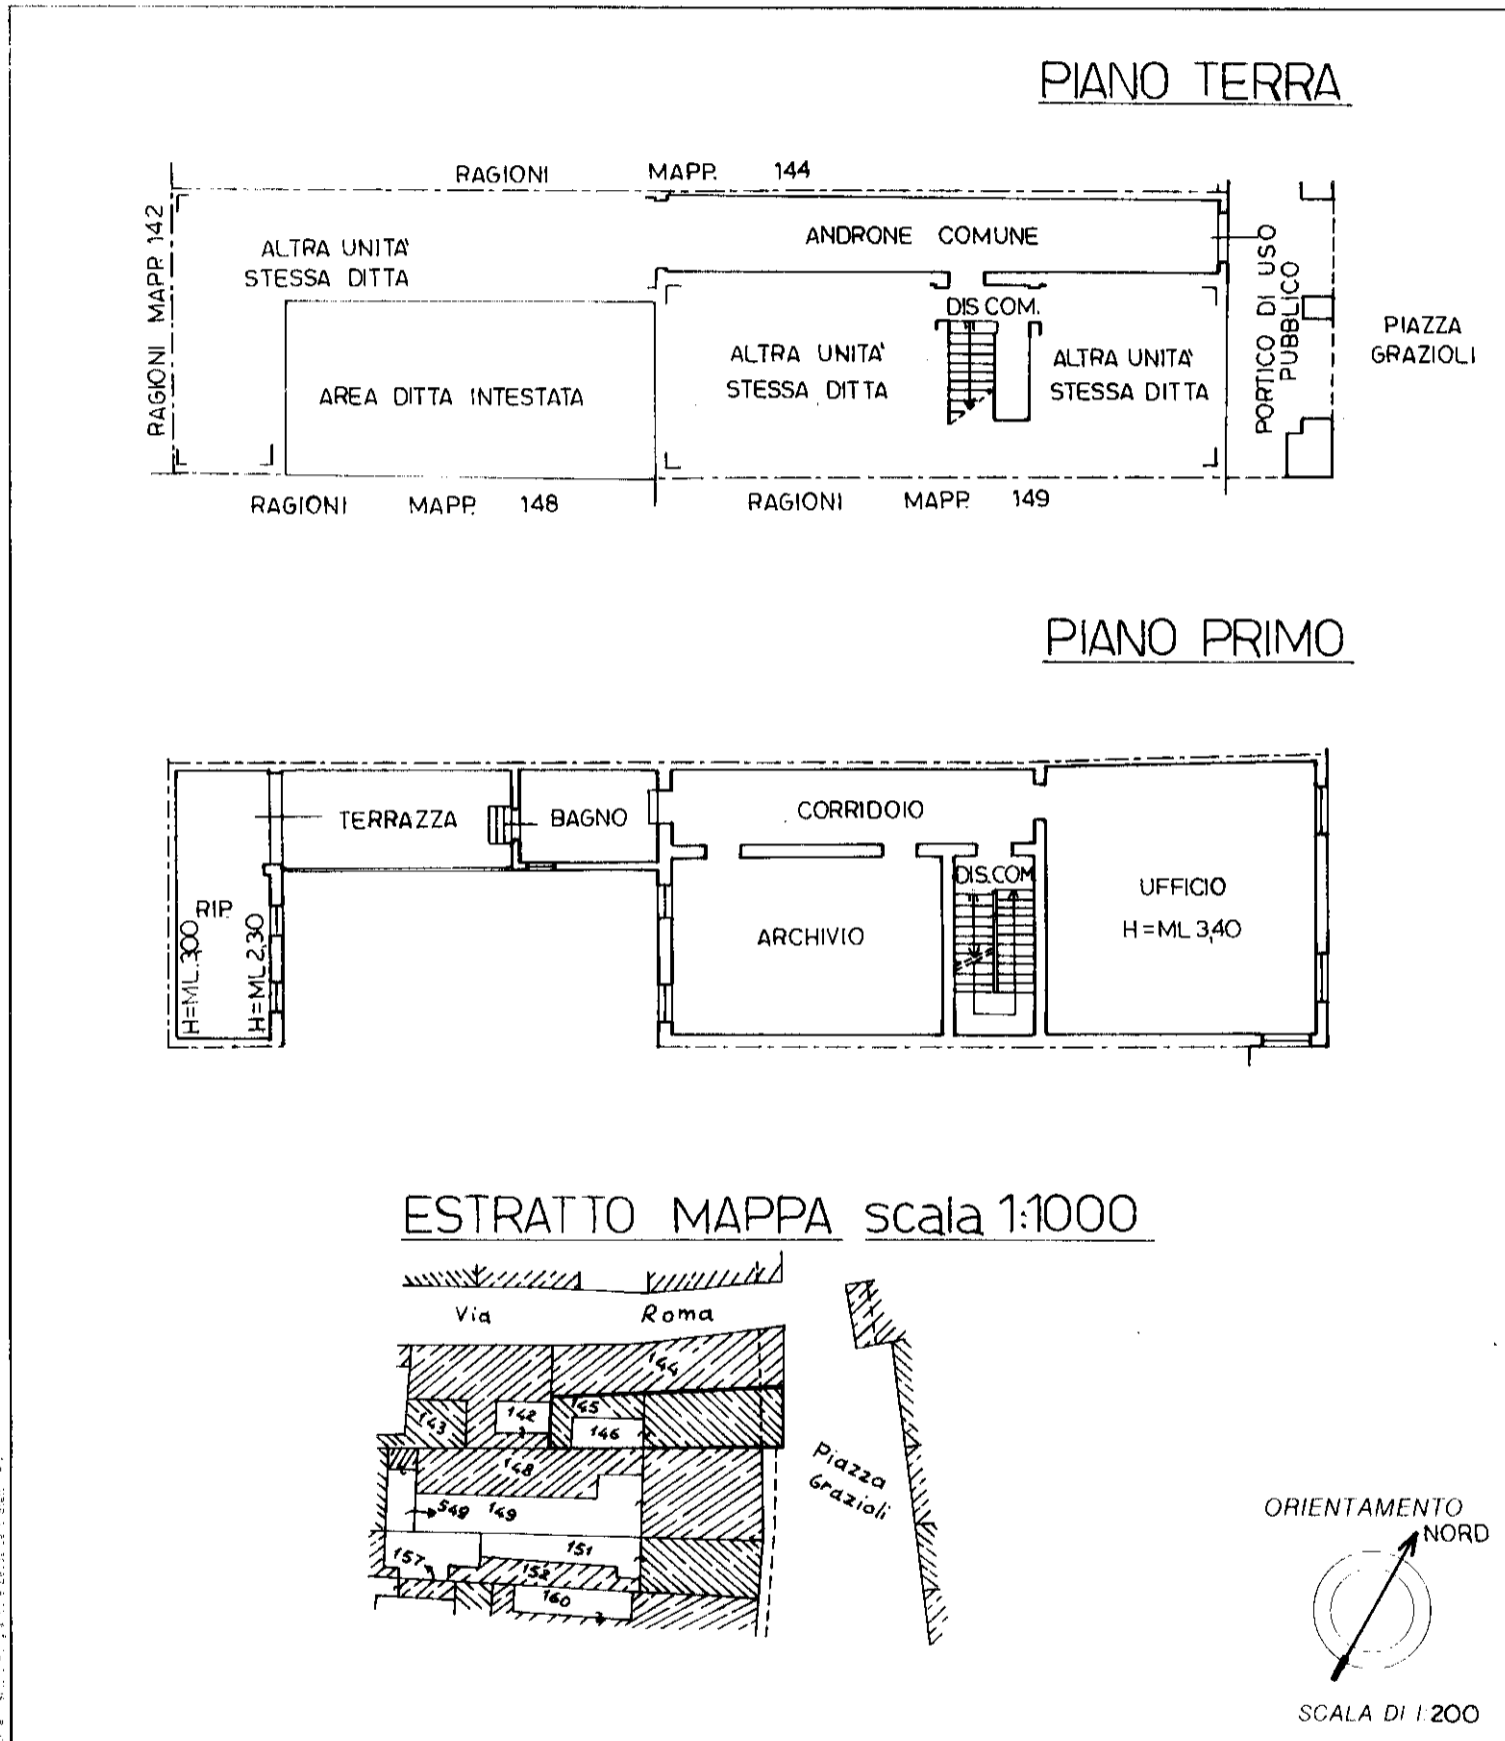 PIANO TERRA
RAGIONI MAPP. 144
RAGIONI MAPP. 142
ALTRA UNITA'
STESSA DITTA
ANDRONE COMUNE
DIS.COM.
AREA DITTA INTESTATA
ALTRA UNITA'
STESSA DITTA
ALTRA UNITA'
STESSA DITTA
PORTICO DI USO
PUBBLICO
PIAZZA
GRAZIOLI
RAGIONI MAPP. 148
RAGIONI MAPP. 149
PIANO PRIMO
TERRAZZA
BAGNO
CORRIDOIO
RIP.
H=ML.3,00
H=ML.2,30
ARCHIVIO
DIS.COM
UFFICIO
H=ML 3,40
ESTRATTO MAPPA scala 1:1000
Via Roma
144
145
142
143
146
148
549
149
151
157
152
160
Piazza
Grazioli
ORIENTAMENTO
NORD
SCALA DI 1:200